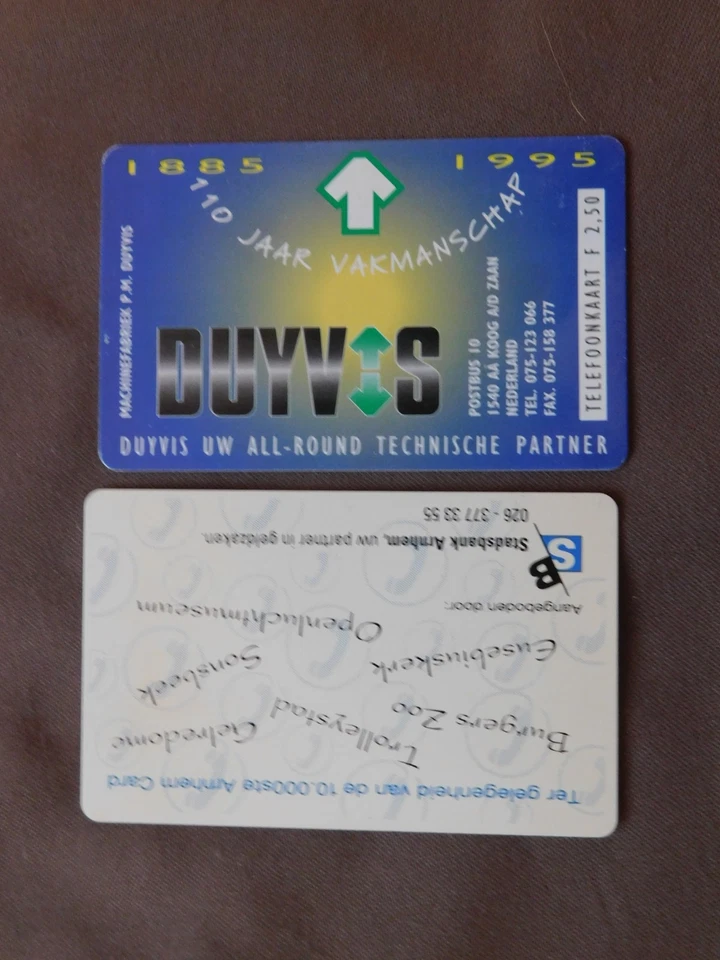 1885 1995
110 JAAR VAKMANSCHAP
MACHINEFABRIEK P.M. DUYVIS
DUYVIS
POSTBUS 10
1540 AA KOOG A/D ZAAN
NEDERLAND
TEL. 075-123 066
FAX. 075-158 377
TELEFOONKAART F 2,50
DUYVIS UW ALL-ROUND TECHNISCHE PARTNER
Ter gelegenheid van de 10.000ste Arnhem Card
Burgers Zoo Trolleystad Gelredome
Eusebiuskerk Sonsbeek
Openluchtmuseum
Aangeboden door:
SB
Stadsbank Arnhem, uw partner in geldzaken.
026 - 377 33 55